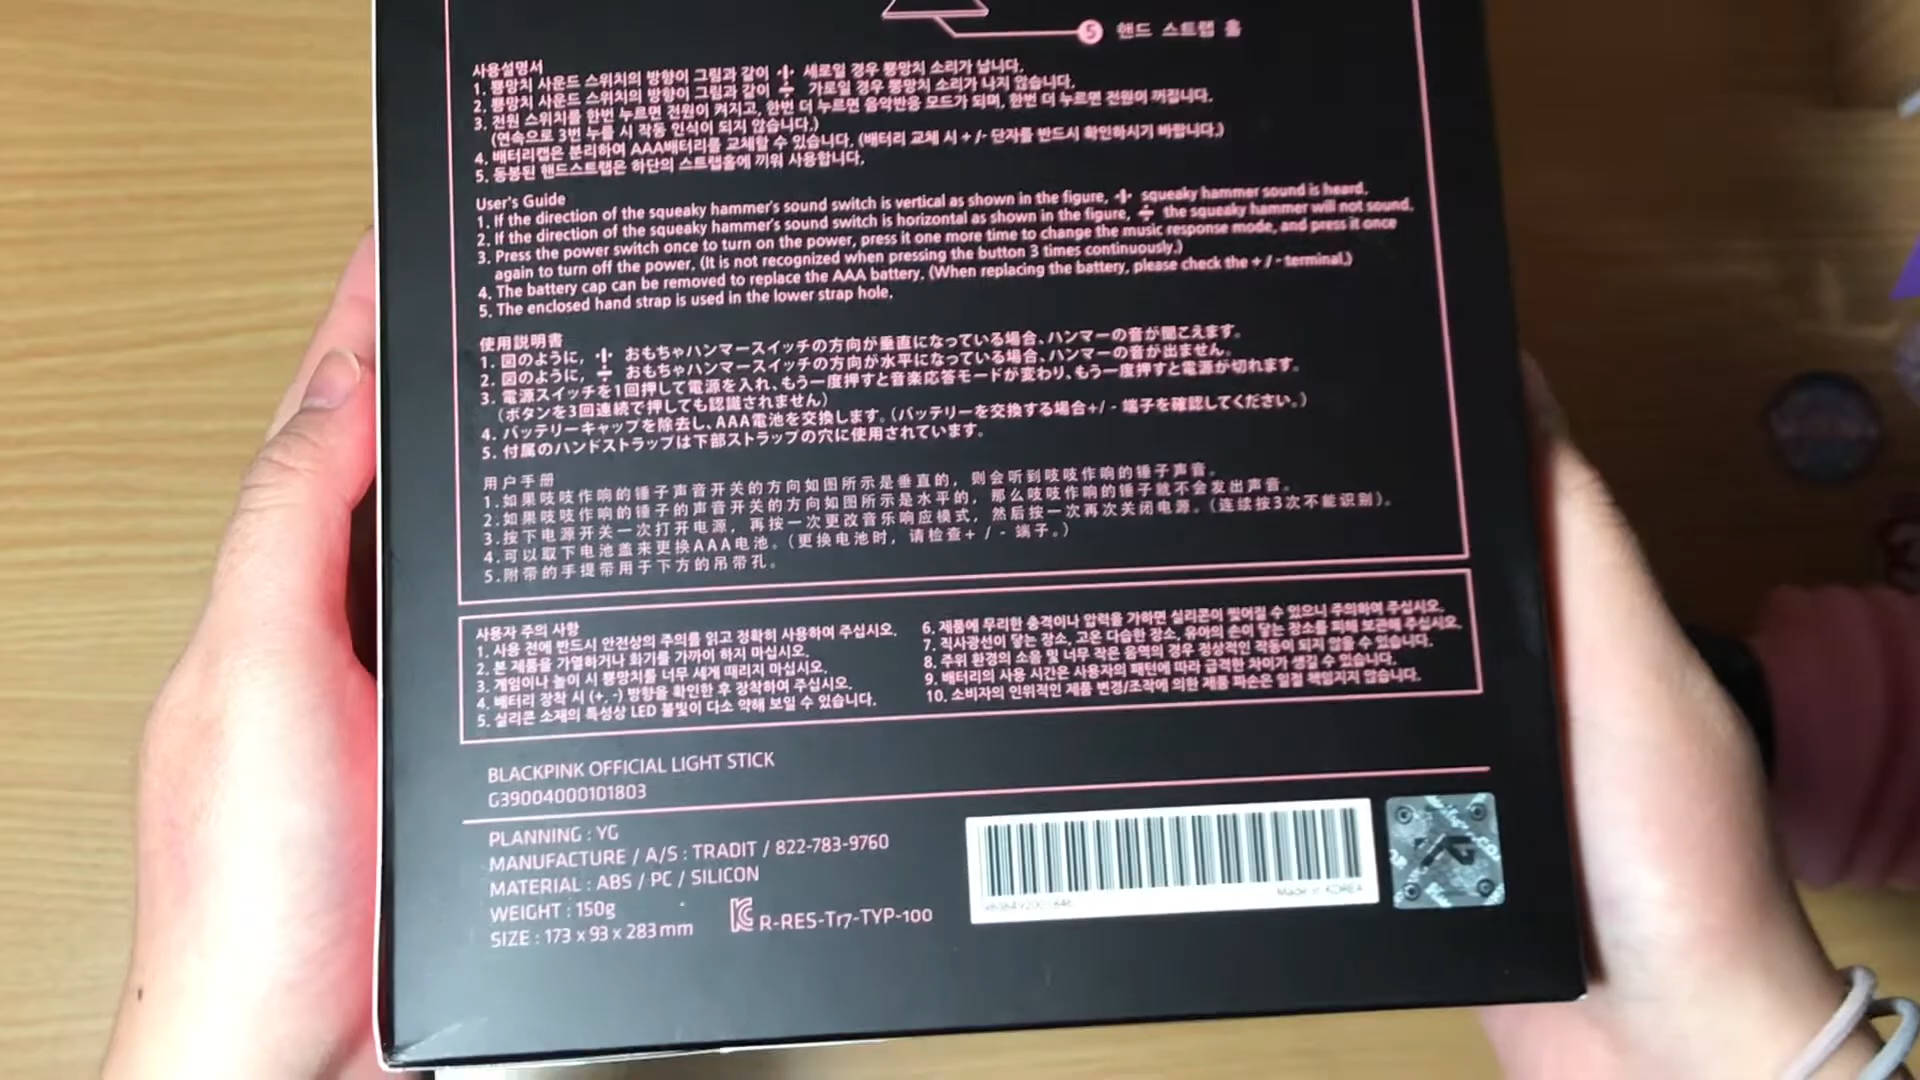 5 핸드 스트랩 홀
사용설명서
1. 뿅망치 사운드 스위치의 방향이 그림과 같이 세로일 경우 뿅망치 소리가 납니다.
2. 뿅망치 사운드 스위치의 방향이 그림과 같이 가로일 경우 뿅망치 소리가 나지 않습니다.
3. 전원 스위치를 한번 누르면 전원이 켜지고, 한번 더 누르면 음악반응 모드가 되며, 한번 더 누르면 전원이 꺼집니다.
(연속으로 3번 누를 시 작동 인식이 되지 않습니다.)
4. 배터리캡은 분리하여 AAA배터리를 교체할 수 있습니다. (배터리 교체 시 + /- 단자를 반드시 확인하시기 바랍니다.)
5. 동봉된 핸드스트랩은 하단의 스트랩홀에 끼워 사용합니다.
User's Guide
1. If the direction of the squeaky hammer's sound switch is vertical as shown in the figure, squeaky hammer sound is heard.
2. If the direction of the squeaky hammer's sound switch is horizontal as shown in the figure, the squeaky hammer will not sound.
3. Press the power switch once to turn on the power, press it one more time to change the music response mode, and press it once
again to turn off the power. (It is not recognized when pressing the button 3 times continuously.)
4. The battery cap can be removed to replace the AAA battery. (When replacing the battery, please check the + / - terminal.)
5. The enclosed hand strap is used in the lower strap hole.
使用説明書
1. 図のように, おもちゃハンマースイッチの方向が垂直になっている場合、ハンマーの音が聞こえます。
2. 図のように, おもちゃハンマースイッチの方向が水平になっている場合、ハンマーの音が出ません。
3. 電源スイッチを1回押して電源を入れ、もう一度押すと音楽応答モードが変わり、もう一度押すと電源が切れます。
(ボタンを3回連続で押しても認識されません)
4. バッテリーキャップを除去し、AAA電池を交換します。(バッテリーを交換する場合+/ - 端子を確認してください。)
5. 付属のハンドストラップは下部ストラップの穴に使用されています。
用户手册
1.如果吱吱作响的锤子声音开关的方向如图所示是垂直的，则会听到吱吱作响的锤子声音。
2.如果吱吱作响的锤子的声音开关的方向如图所示是水平的，那么吱吱作响的锤子就不会发出声音。
3.按下电源开关一次打开电源，再按一次更改音乐响应模式，然后按一次再次关闭电源。(连续按3次不能识别)。
4.可以取下电池盖来更换AAA电池。(更换电池时，请检查+ / - 端子。)
5.附带的手提带用于下方的吊带孔。
사용자 주의 사항
1. 사용 전에 반드시 안전상의 주의를 읽고 정확히 사용하여 주십시오.
2. 본 제품을 가열하거나 화기를 가까이 하지 마십시오.
3. 게임이나 놀이 시 뿅망치를 너무 세게 때리지 마십시오.
4. 배터리 장착 시 (+, -) 방향을 확인한 후 장착하여 주십시오.
5. 실리콘 소재의 특성상 LED 불빛이 다소 약해 보일 수 있습니다.
6. 제품에 무리한 충격이나 압력을 가하면 실리콘이 찢어질 수 있으니 주의하여 주십시오.
7. 직사광선이 닿는 장소, 고온 다습한 장소, 유아의 손이 닿는 장소를 피해 보관해 주십시오.
8. 주위 환경의 소음 및 너무 작은 음역의 경우 정상적인 작동이 되지 않을 수 있습니다.
9. 배터리의 사용 시간은 사용자의 패턴에 따라 급격한 차이가 생길 수 있습니다.
10. 소비자의 인위적인 제품 변경/조작에 의한 제품 파손은 일절 책임지지 않습니다.
BLACKPINK OFFICIAL LIGHT STICK
G39004000101803
PLANNING : YG
MANUFACTURE / A/S : TRADIT / 822-783-9760
MATERIAL : ABS / PC / SILICON
WEIGHT : 150g
SIZE : 173 x 93 x 283 mm
R-RES-Tr7-TYP-100
Made in KOREA
YG